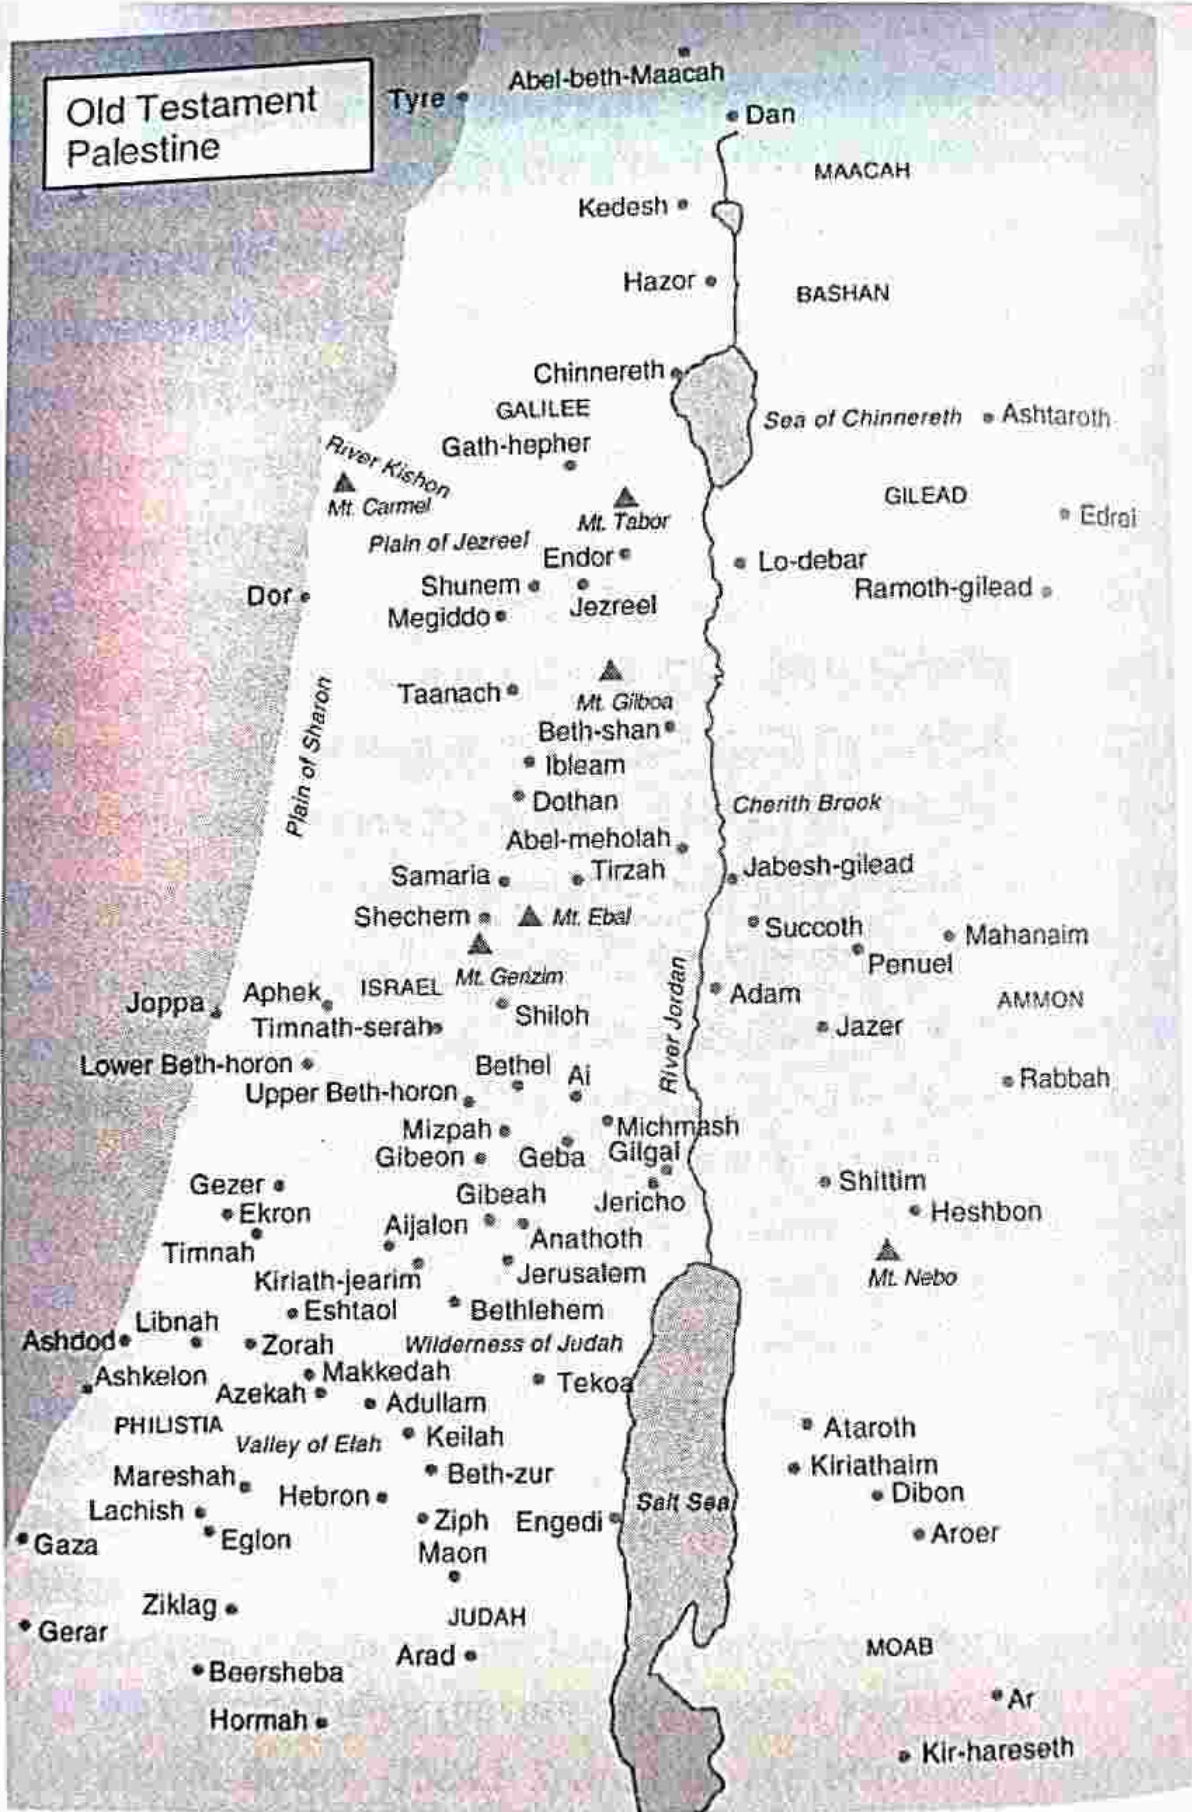 Old Testament
Palestine
Abel-beth-Maacah
Tyre
Dan
MAACAH
Kedesh
Hazor
BASHAN
Chinnereth
GALILEE
Sea of Chinnereth
Ashtaroth
Gath-hepher
River Kishon
Mt. Carmel
GILEAD
Mt. Tabor
Edrei
Plain of Jezreel
Endor
Lo-debar
Shunem
Ramoth-gilead
Dor
Jezreel
Megiddo
Taanach
Mt. Gilboa
Plain of Sharon
Beth-shan
Ibleam
Dothan
Cherith Brook
Abel-meholah
Samaria
Tirzah
Jabesh-gilead
Shechem
Mt. Ebal
Succoth
Mahanaim
Penuel
Mt. Gerizim
ISRAEL
Aphek
Joppa
Adam
AMMON
Shiloh
Timnath-serah
River Jordan
Jazer
Lower Beth-horon
Bethel
Ai
Rabbah
Upper Beth-horon
Mizpah
Michmash
Gibeon
Geba
Gilgal
Gezer
Gibeah
Jericho
Shittim
Ekron
Aijalon
Heshbon
Anathoth
Timnah
Kiriath-jearim
Jerusalem
Mt. Nebo
Eshtaol
Bethlehem
Libnah
Ashdod
Zorah
Wilderness of Judah
Ashkelon
Makkedah
Azekah
Tekoa
Adullam
PHILISTIA
Valley of Elah
Keilah
Ataroth
Mareshah
Beth-zur
Kiriathaim
Hebron
Dibon
Lachish
Salt Sea
Ziph
Engedi
Eglon
Aroer
Gaza
Maon
Ziklag
JUDAH
Gerar
Arad
MOAB
Beersheba
Ar
Hormah
Kir-hareseth